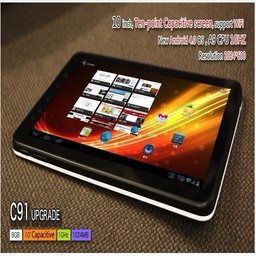 10 inch, Ten-point Capacitive screen, support WiFi
New Android 4.0 OS , A9 CPU 1GHZ
Resolution 1024*600
C91 UPGRADE
8GB 10' Capacitive 1GHz 1024MB